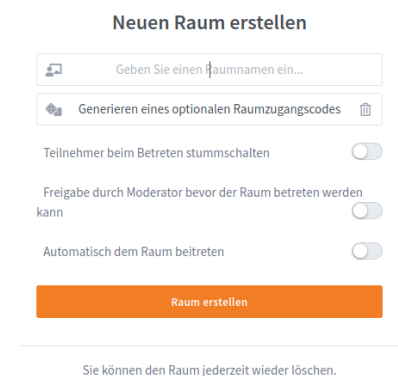 Neuen Raum erstellen
Geben Sie einen Raumnamen ein...
Generieren eines optionalen Raumzugangscodes
Teilnehmer beim Betreten stummschalten
Freigabe durch Moderator bevor der Raum betreten werden
kann
Automatisch dem Raum beitreten
Raum erstellen
Sie können den Raum jederzeit wieder löschen.